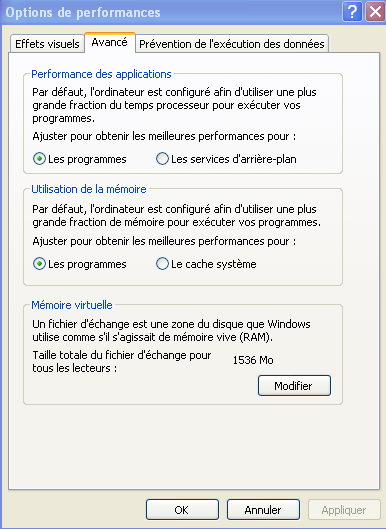 Options de performances
Effets visuels Avancé Prévention de l'exécution des données
Performance des applications
Par défaut, l'ordinateur est configuré afin d'utiliser une plus
grande fraction du temps processeur pour exécuter vos
programmes.
Ajuster pour obtenir les meilleures performances pour :
Les programmes Les services d'arrière-plan
Utilisation de la mémoire
Par défaut, l'ordinateur est configuré afin d'utiliser une plus
grande fraction de mémoire pour exécuter vos programmes.
Ajuster pour obtenir les meilleures performances pour :
Les programmes Le cache système
Mémoire virtuelle
Un fichier d'échange est une zone du disque que Windows
utilise comme s'il s'agissait de mémoire vive (RAM).
Taille totale du fichier d'échange pour
tous les lecteurs : 1536 Mo
Modifier
OK Annuler Appliquer